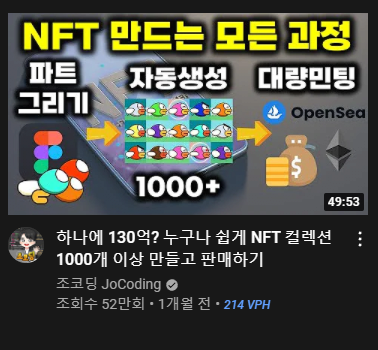 NFT 만드는 모든 과정
파트
그리기
자동생성
1000+
대량민팅
OpenSea
$
49:53
하나에 130억? 누구나 쉽게 NFT 컬렉션
1000개 이상 만들고 판매하기
조코딩 JoCoding
조회수 52만회 • 1개월 전 • 214 VPH